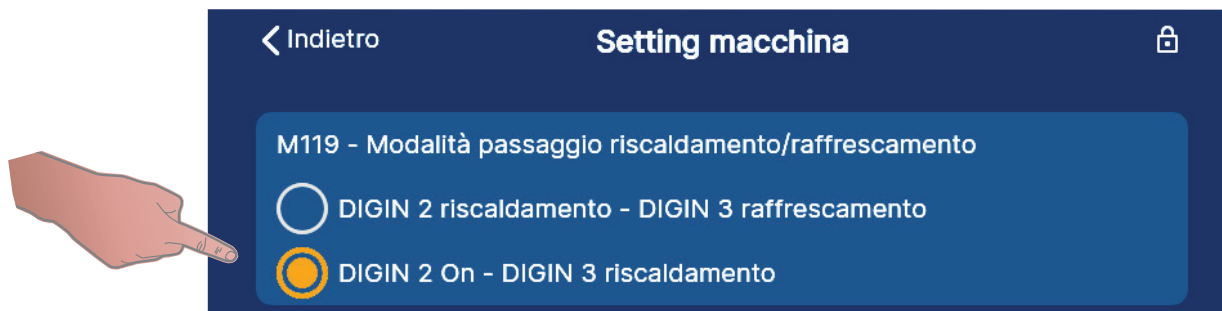 Indietro
Setting macchina
M119 - Modalità passaggio riscaldamento/raffrescamento
DIGIN 2 riscaldamento - DIGIN 3 raffrescamento
DIGIN 2 On - DIGIN 3 riscaldamento